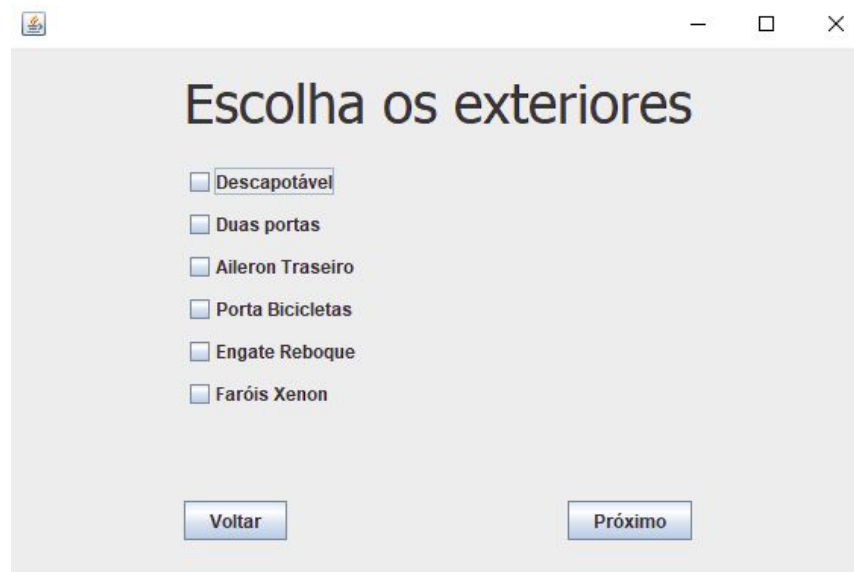 Escolha os exteriores
Descapotável
Duas portas
Aileron Traseiro
Porta Bicicletas
Engate Reboque
Faróis Xenon
Voltar
Próximo